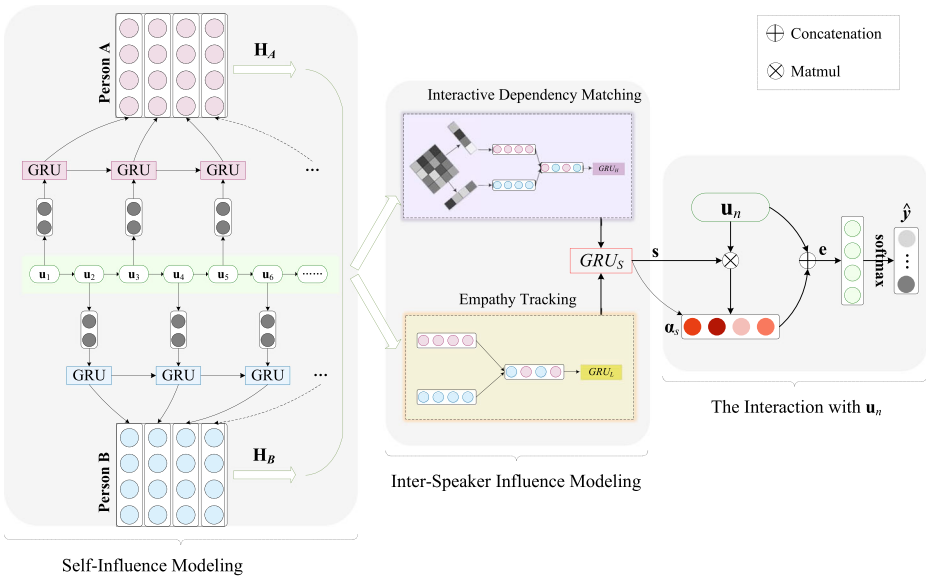 Person A
H_A
GRU
GRU
GRU
...
u_1
u_2
u_3
u_4
u_5
u_6
......
GRU
GRU
GRU
...
Person B
H_B
Self-Influence Modeling
Interactive Dependency Matching
GRU_H
GRU_S
s
Empathy Tracking
GRU_L
Inter-Speaker Influence Modeling
Concatenation
Matmul
u_n
α_s
e
softmax
ŷ
...
The Interaction with u_n